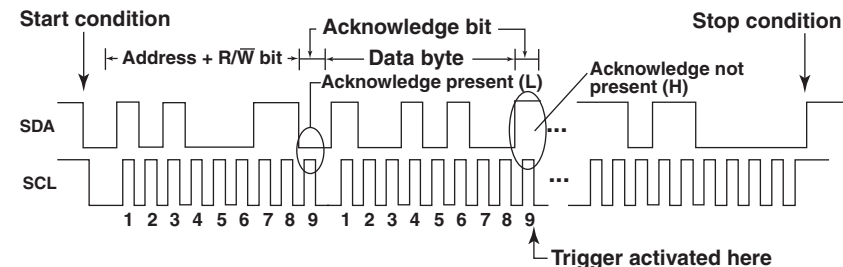 Start condition
Acknowledge bit
Stop condition
Address + R/W̅ bit
Data byte
Acknowledge present (L)
Acknowledge not
present (H)
SDA
...
SCL
...
1 2 3 4 5 6 7 8 9 1 2 3 4 5 6 7 8 9
Trigger activated here